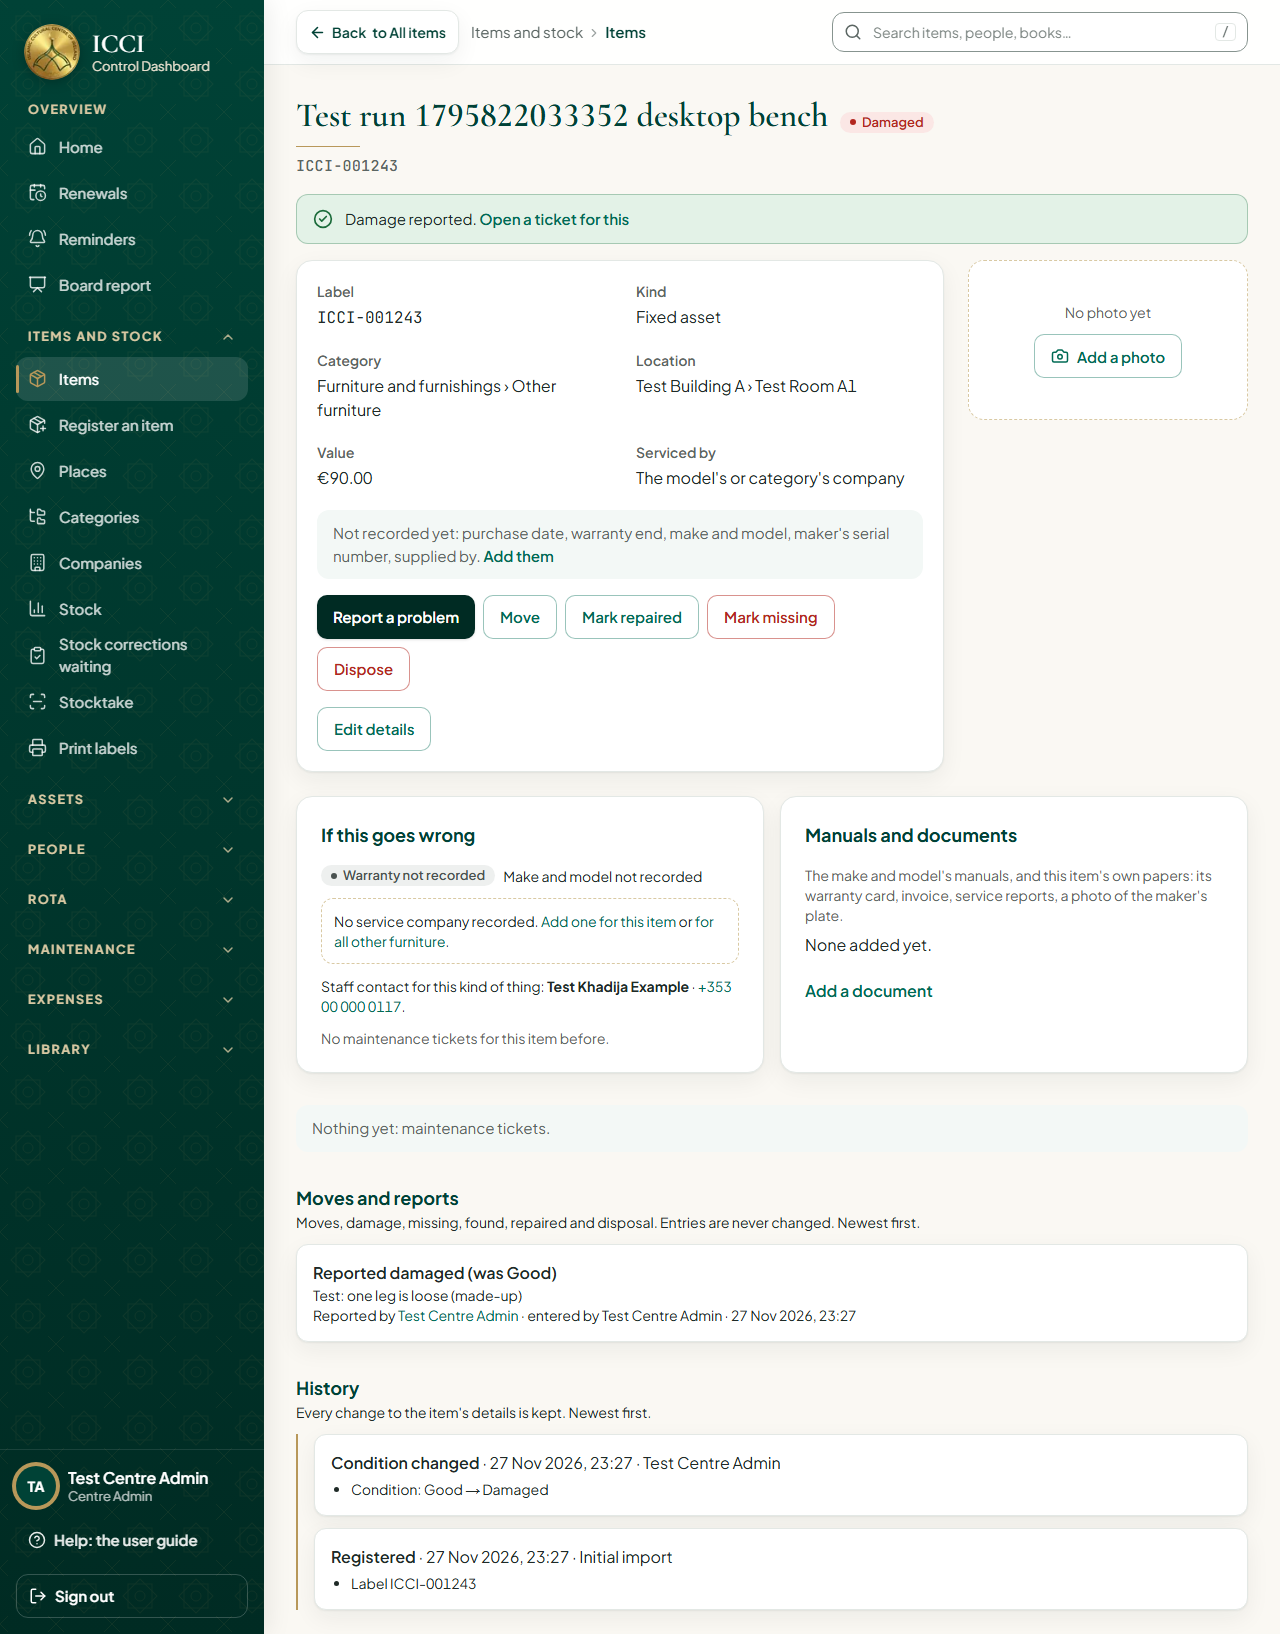 ICCI
Control Dashboard
OVERVIEW
Home
Renewals
Reminders
Board report
ITEMS AND STOCK
Items
Register an item
Places
Categories
Companies
Stock
Stock corrections
waiting
Stocktake
Print labels
ASSETS
PEOPLE
ROTA
MAINTENANCE
EXPENSES
LIBRARY
TA
Test Centre Admin
Centre Admin
Help: the user guide
Sign out
Back to All items
Items and stock › Items
Search items, people, books...
/
Test run 1795822033352 desktop bench
Damaged
ICCI-001243
Damage reported. Open a ticket for this
Label
ICCI-001243
Kind
Fixed asset
Category
Furniture and furnishings › Other
furniture
Location
Test Building A › Test Room A1
Value
€90.00
Serviced by
The model's or category's company
Not recorded yet: purchase date, warranty end, make and model, maker's serial
number, supplied by. Add them
Report a problem
Move
Mark repaired
Mark missing
Dispose
Edit details
No photo yet
Add a photo
If this goes wrong
Warranty not recorded
Make and model not recorded
No service company recorded. Add one for this item or for
all other furniture.
Staff contact for this kind of thing: Test Khadija Example · +353
00 000 0117.
No maintenance tickets for this item before.
Manuals and documents
The make and model's manuals, and this item's own papers: its
warranty card, invoice, service reports, a photo of the maker's
plate.
None added yet.
Add a document
Nothing yet: maintenance tickets.
Moves and reports
Moves, damage, missing, found, repaired and disposal. Entries are never changed. Newest first.
Reported damaged (was Good)
Test: one leg is loose (made-up)
Reported by Test Centre Admin · entered by Test Centre Admin · 27 Nov 2026, 23:27
History
Every change to the item's details is kept. Newest first.
Condition changed · 27 Nov 2026, 23:27 · Test Centre Admin
• Condition: Good → Damaged
Registered · 27 Nov 2026, 23:27 · Initial import
• Label ICCI-001243